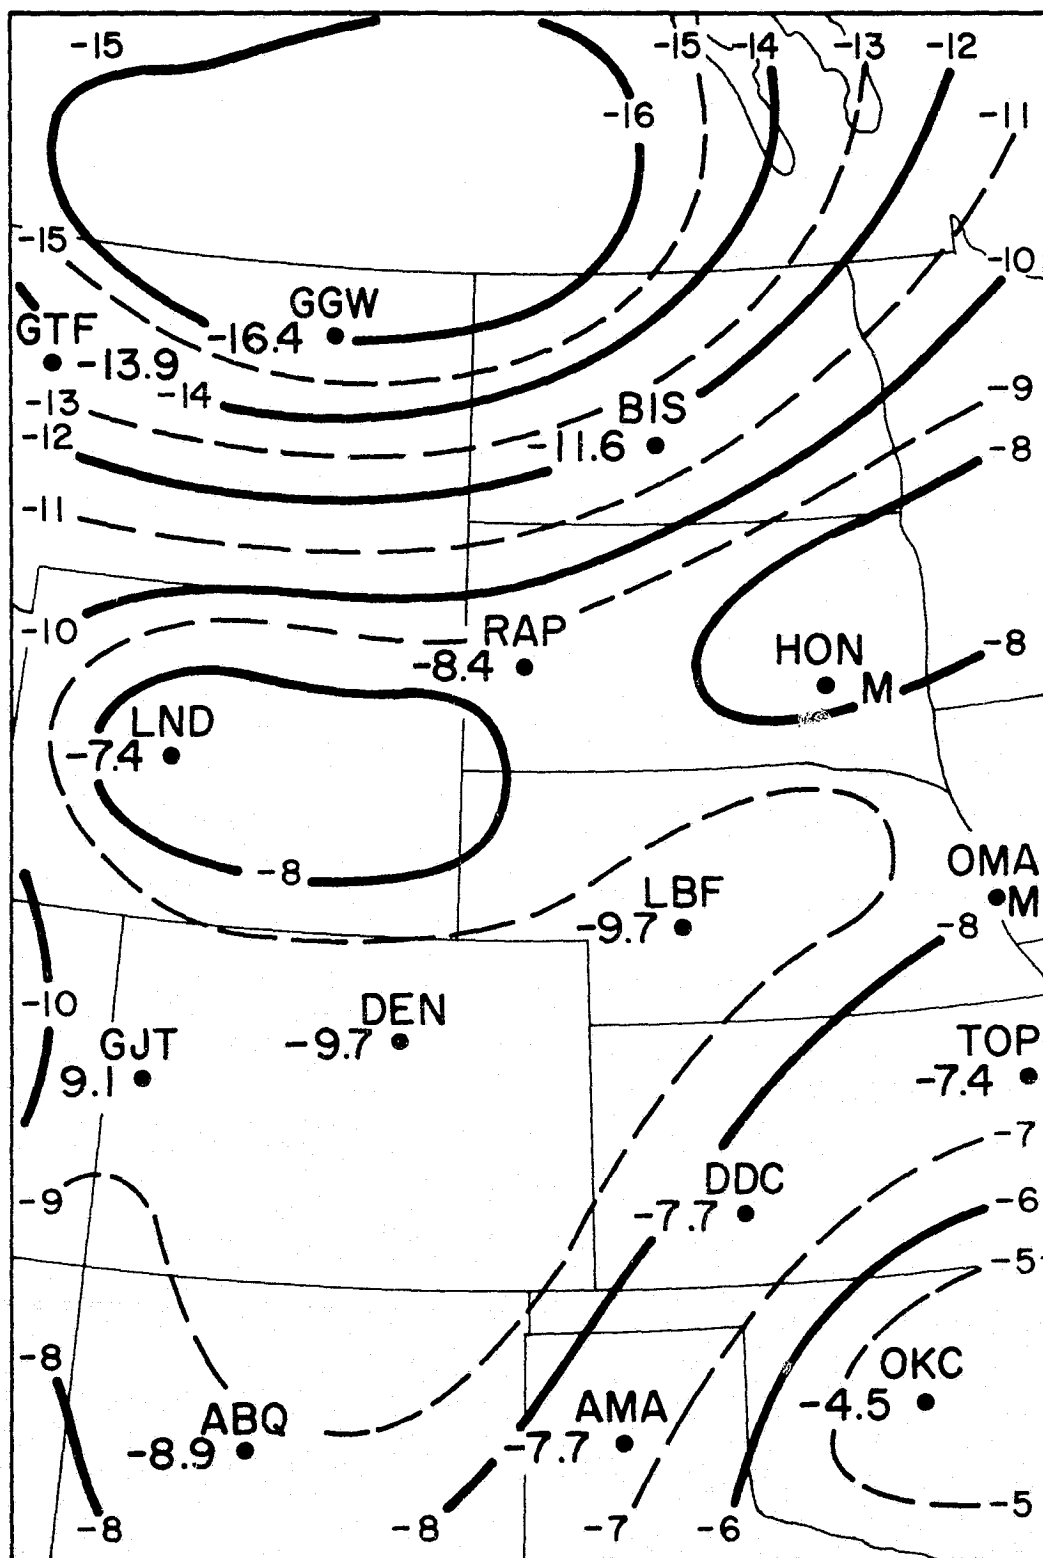 -15 -15 -14 -13 -12
-16 -11
-15
-10
GGW
-16.4
GTF
-13.9
-14
-13
-12
BIS
-11.6
-9
-8
-11
-10
RAP
-8.4
HON
M
-8
LND
-7.4
-8
OMA
M
LBF
-9.7
-8
-10
DEN
-9.7
GJT
9.1
TOP
-7.4
-7
DDC
-7.7
-9
-6
-5
-8
OKC
-4.5
ABQ
-8.9
AMA
-7.7
-5
-8 -8 -7 -6